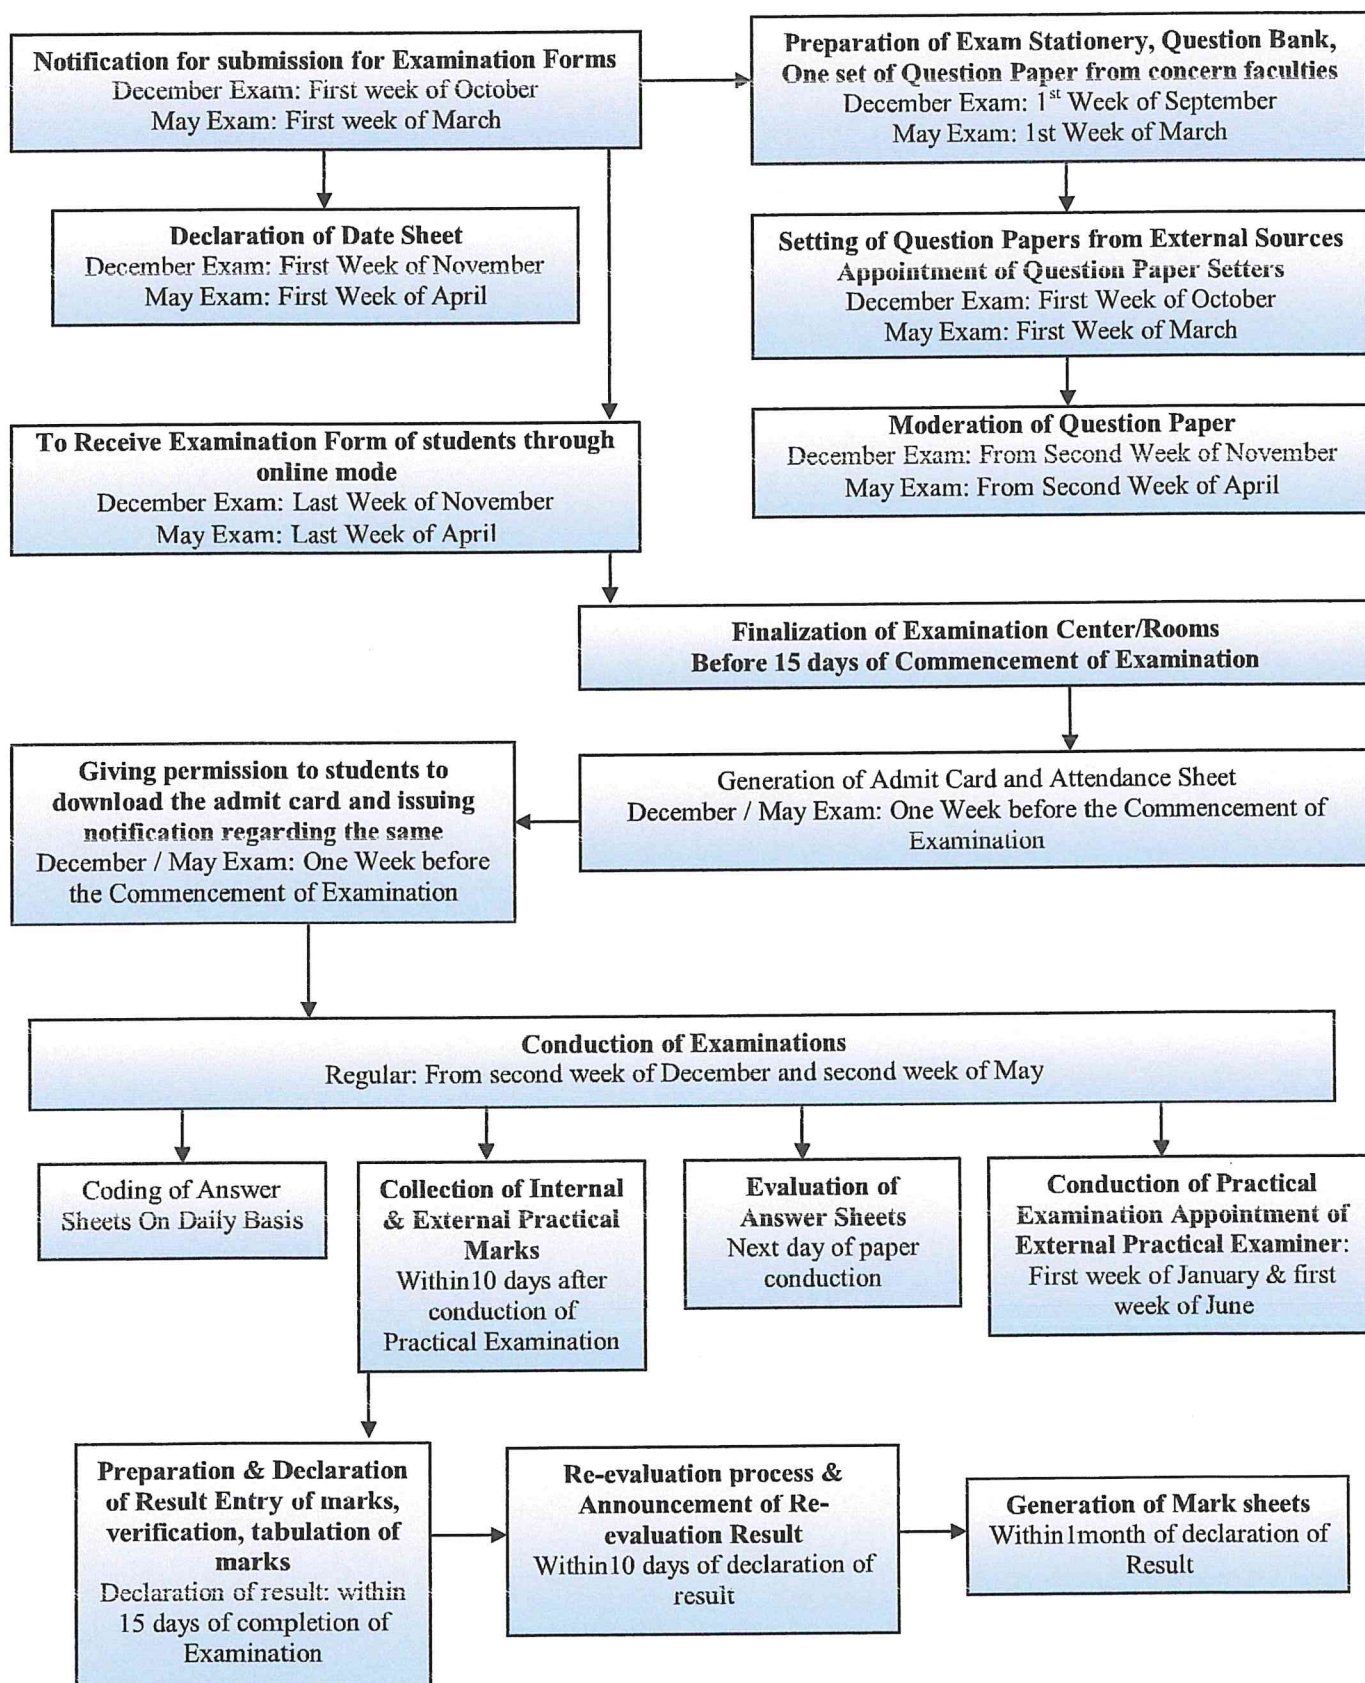 Notification for submission for Examination Forms
December Exam: First week of October
May Exam: First week of March
Preparation of Exam Stationery, Question Bank,
One set of Question Paper from concern faculties
December Exam: 1st Week of September
May Exam: 1st Week of March
Declaration of Date Sheet
December Exam: First Week of November
May Exam: First Week of April
Setting of Question Papers from External Sources
Appointment of Question Paper Setters
December Exam: First Week of October
May Exam: First Week of March
To Receive Examination Form of students through
online mode
December Exam: Last Week of November
May Exam: Last Week of April
Moderation of Question Paper
December Exam: From Second Week of November
May Exam: From Second Week of April
Finalization of Examination Center/Rooms
Before 15 days of Commencement of Examination
Generation of Admit Card and Attendance Sheet
December / May Exam: One Week before the Commencement of
Examination
Giving permission to students to
download the admit card and issuing
notification regarding the same
December / May Exam: One Week before
the Commencement of Examination
Conduction of Examinations
Regular: From second week of December and second week of May
Coding of Answer
Sheets On Daily Basis
Collection of Internal
& External Practical
Marks
Within10 days after
conduction of
Practical Examination
Evaluation of
Answer Sheets
Next day of paper
conduction
Conduction of Practical
Examination Appointment of
External Practical Examiner:
First week of January & first
week of June
Preparation & Declaration
of Result Entry of marks,
verification, tabulation of
marks
Declaration of result: within
15 days of completion of
Examination
Re-evaluation process &
Announcement of Re-
evaluation Result
Within10 days of declaration of
result
Generation of Mark sheets
Within1month of declaration of
Result